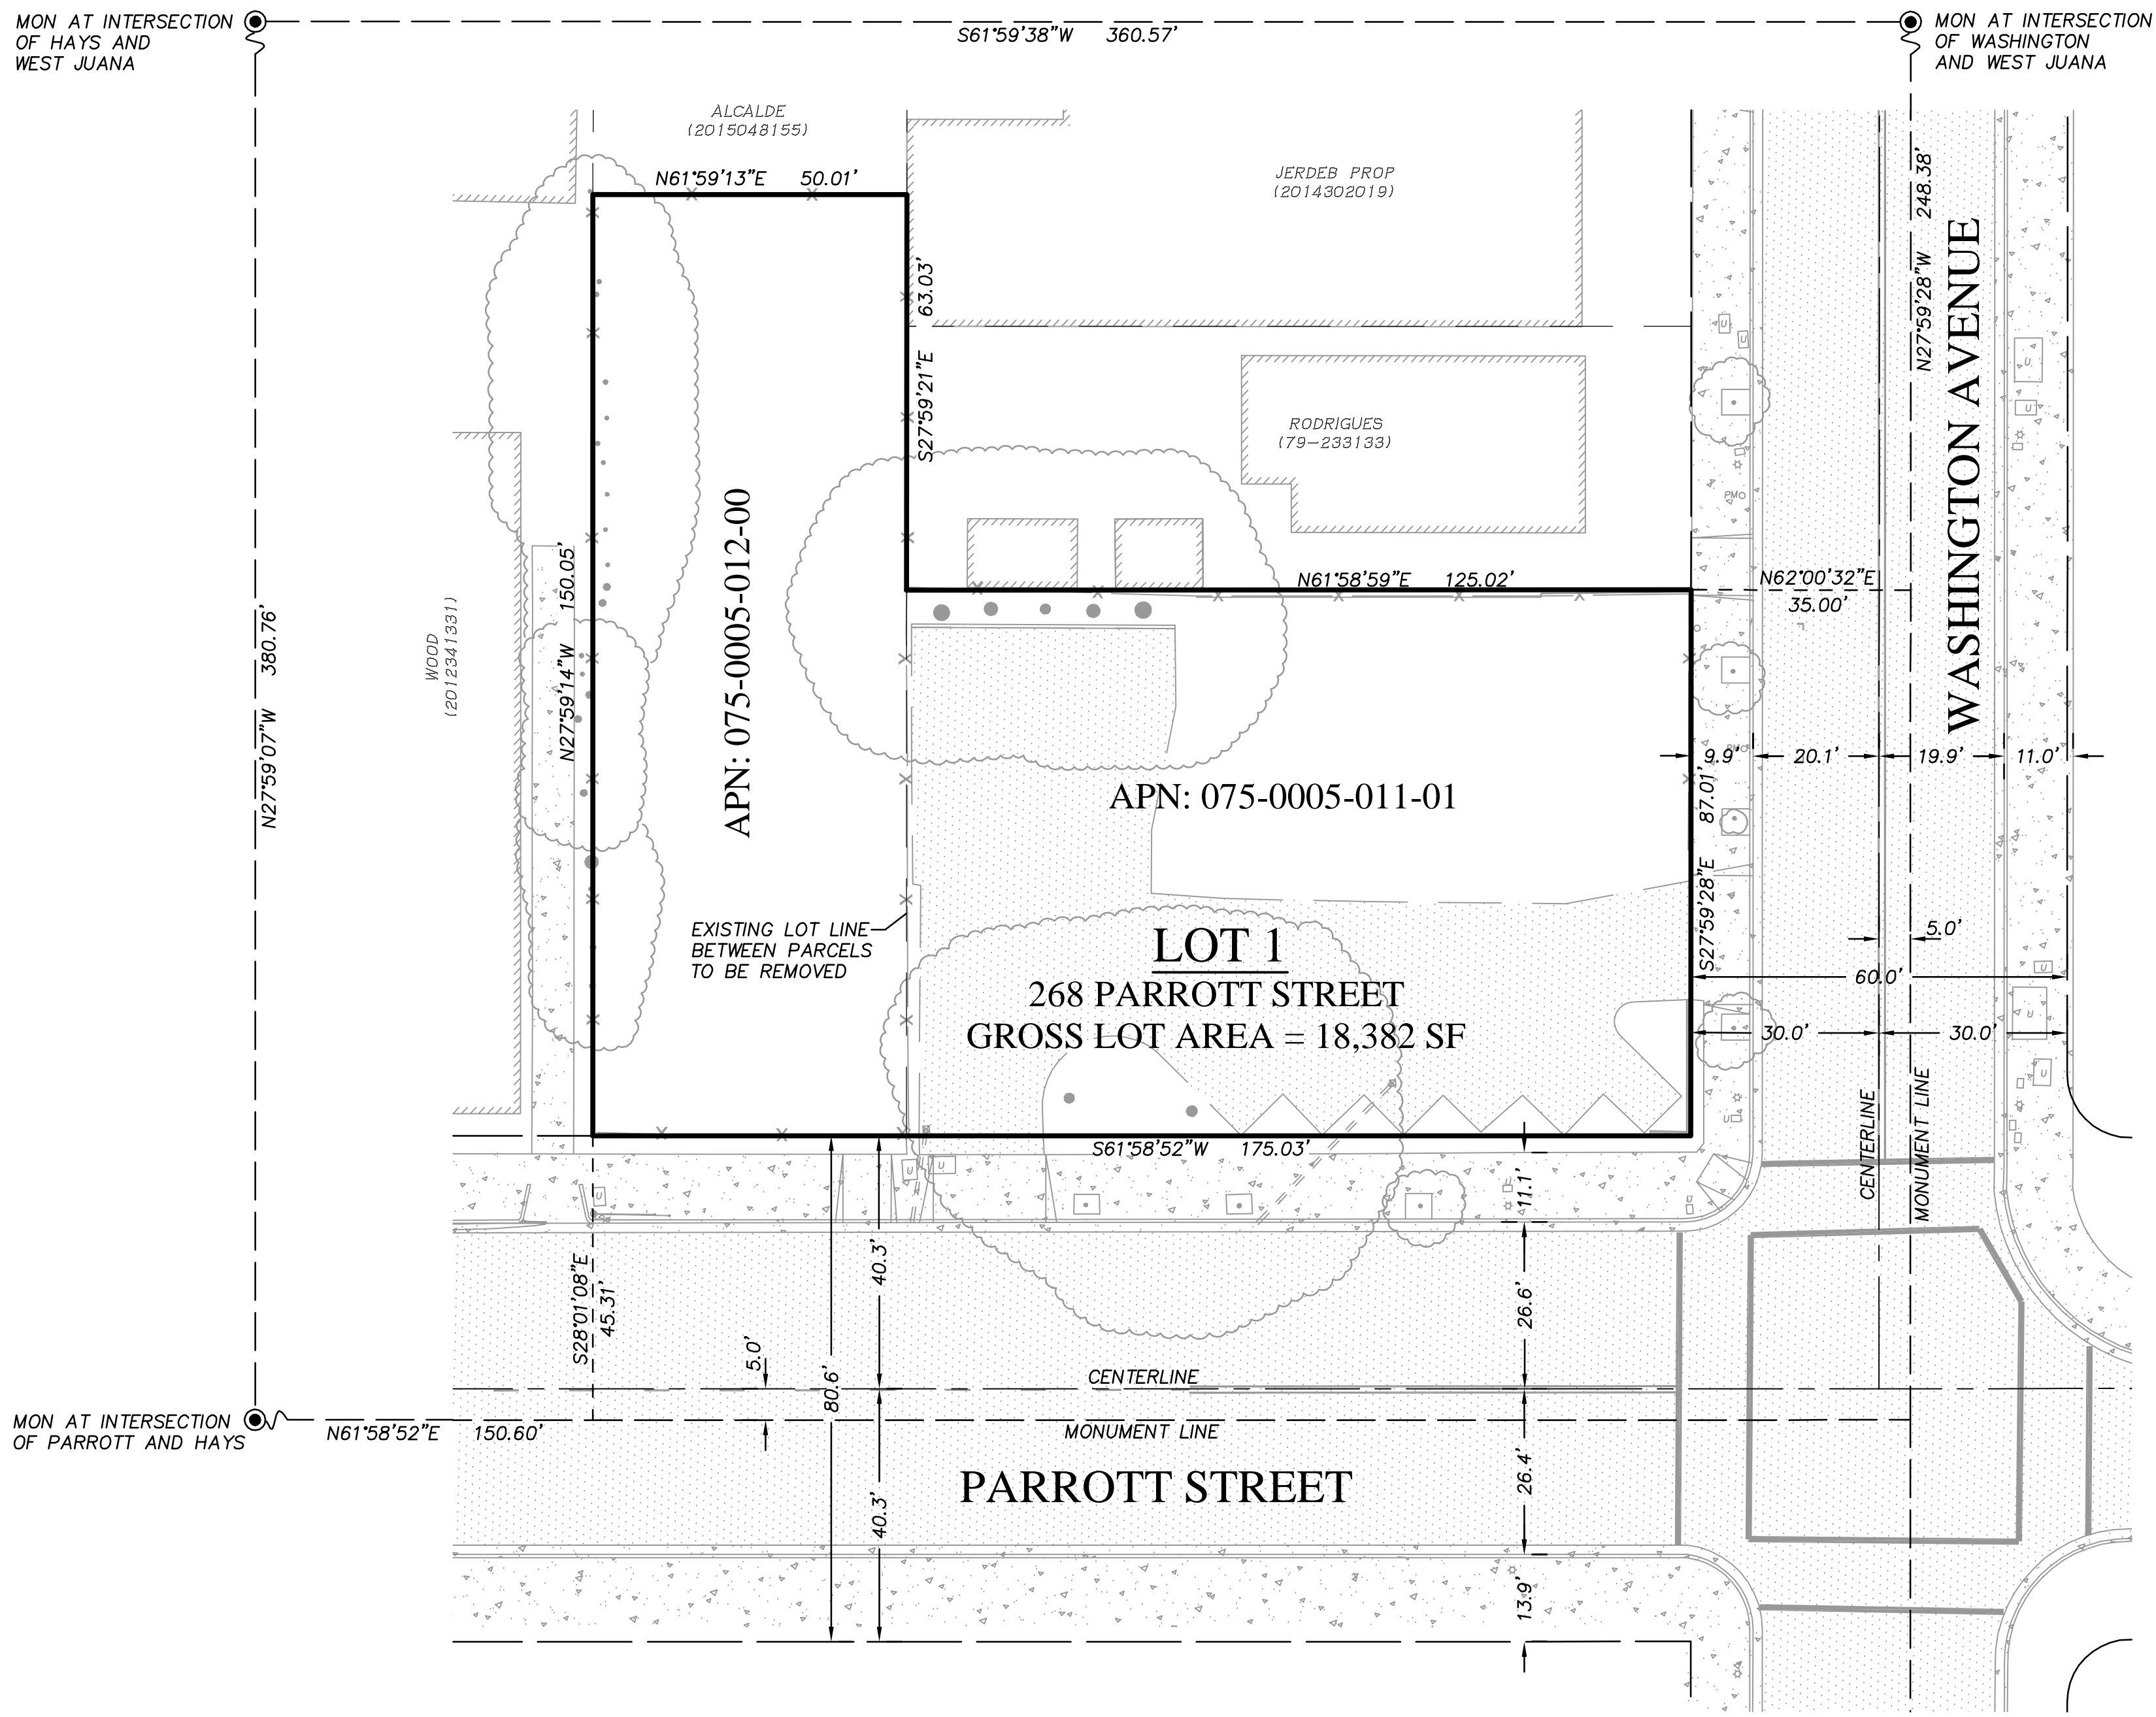 MON AT INTERSECTION
OF HAYS AND
WEST JUANA
S61°59'38"W 360.57'
MON AT INTERSECTION
OF WASHINGTON
AND WEST JUANA
ALCALDE
(2015048155)
N61°59'13"E 50.01'
JERDEB PROP
(2014302019)
S27°59'21"E 63.03'
RODRIGUES
(79-233133)
N27°59'28"W 248.38'
WASHINGTON AVENUE
N61°58'59"E 125.02'
N62°00'32"E
35.00'
WOOD
(2012341331)
N27°59'07"W 380.76'
N27°59'14"W 150.05'
APN: 075-0005-012-00
APN: 075-0005-011-01
9.9'
20.1'
19.9'
11.0'
S27°59'28"E 87.01'
EXISTING LOT LINE
BETWEEN PARCELS
TO BE REMOVED
LOT 1
268 PARROTT STREET
GROSS LOT AREA = 18,382 SF
5.0'
60.0'
30.0'
30.0'
CENTERLINE
MONUMENT LINE
S61°58'52"W 175.03'
11.1'
S28°01'08"E
45.31'
40.3'
26.6'
5.0'
80.6'
CENTERLINE
MON AT INTERSECTION
OF PARROTT AND HAYS
N61°58'52"E 150.60'
MONUMENT LINE
PARROTT STREET
40.3'
26.4'
13.9'
U
U
U
U
PMO
PMO
U
U
U
U
U
U
U
U